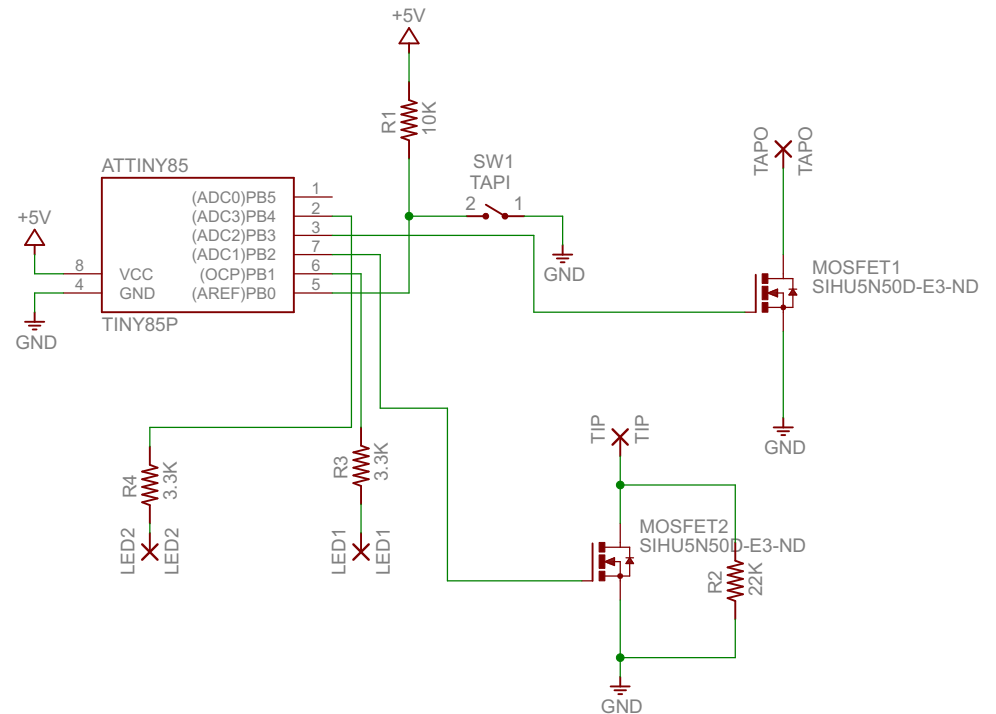 +5V
R1
10K
ATTINY85
(ADC0)PB5
1
(ADC3)PB4
2
(ADC2)PB3
3
(ADC1)PB2
7
(OCP)PB1
6
(AREF)PB0
5
+5V
8
VCC
4
GND
GND
TINY85P
SW1
TAPI
2
1
GND
TAPO
TAPO
MOSFET1
SIHU5N50D-E3-ND
GND
R4
3.3K
LED2
LED2
R3
3.3K
LED1
LED1
TIP
TIP
MOSFET2
SIHU5N50D-E3-ND
R2
22K
GND